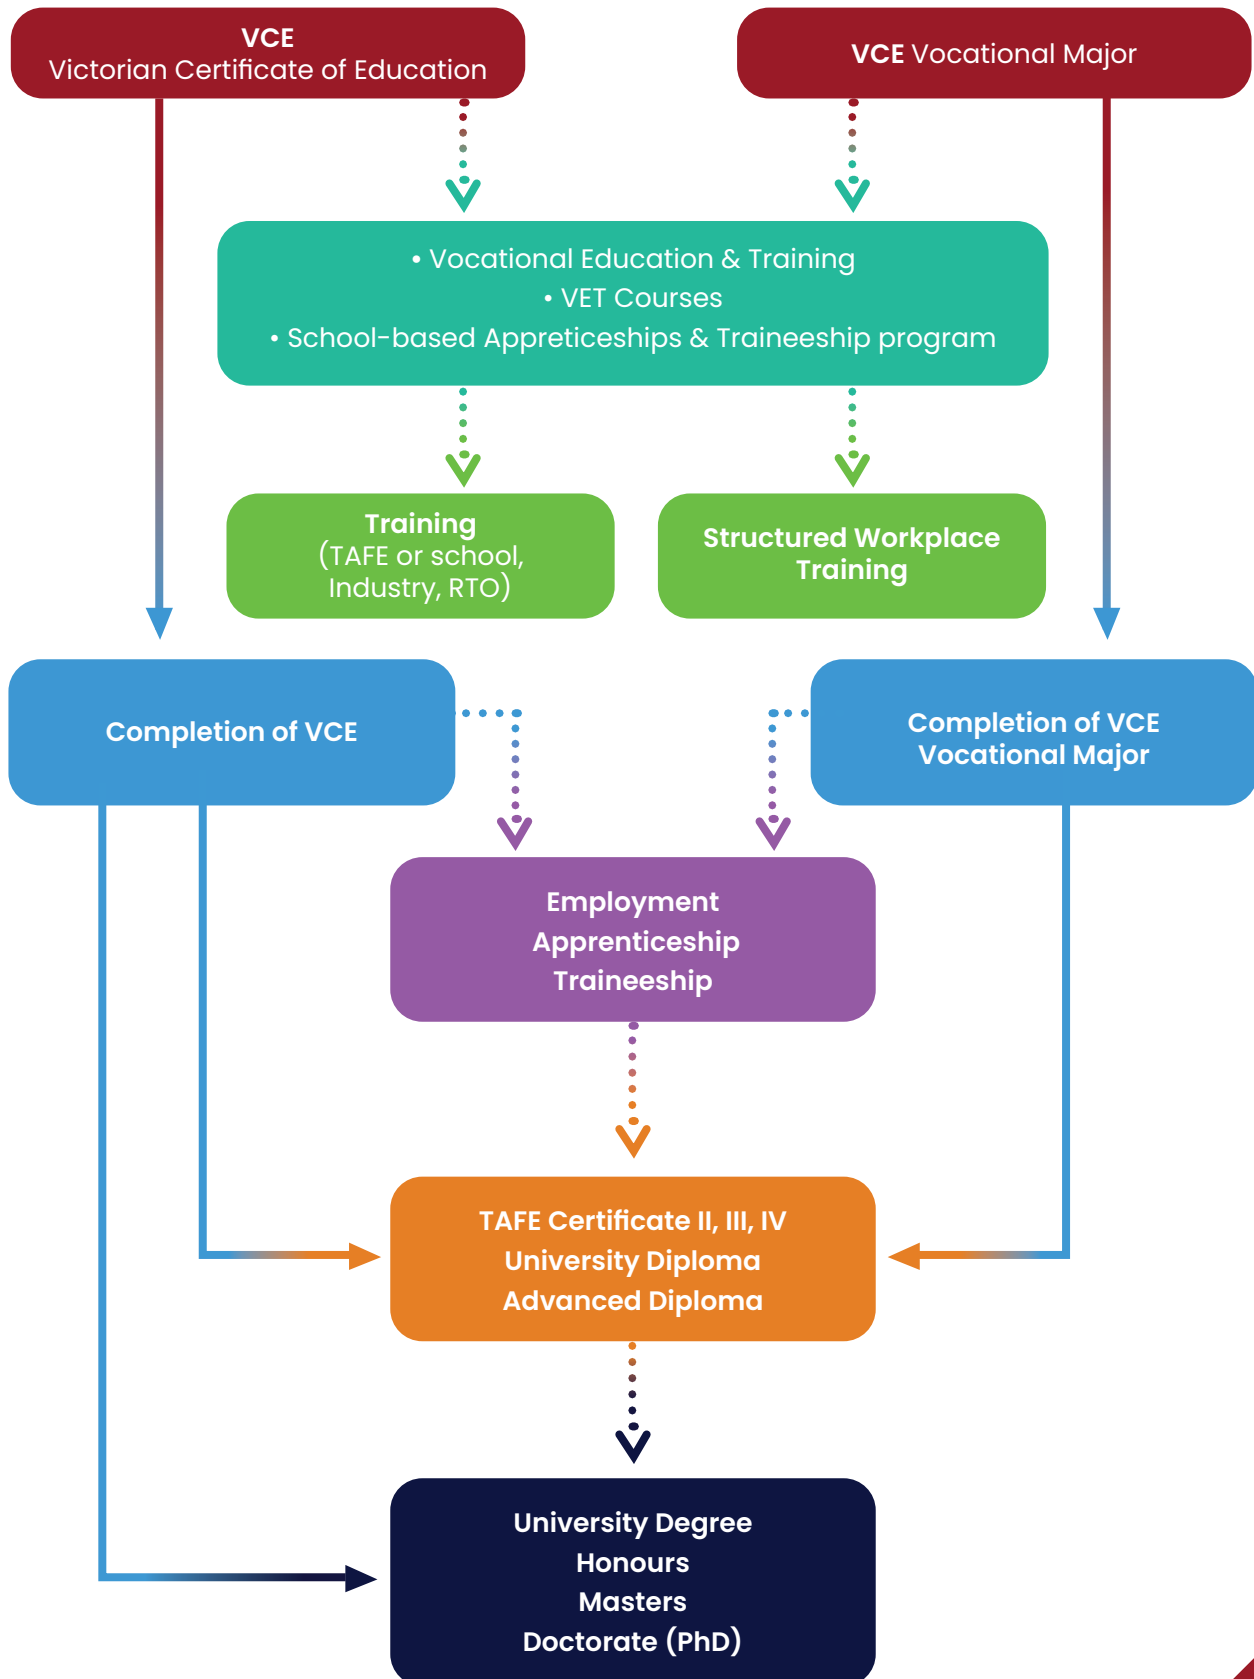 VCE
Victorian Certificate of Education
VCE Vocational Major
• Vocational Education & Training
• VET Courses
• School-based Appreticeships & Traineeship program
Training
(TAFE or school,
Industry, RTO)
Structured Workplace
Training
Completion of VCE
Completion of VCE
Vocational Major
Employment
Apprenticeship
Traineeship
TAFE Certificate II, III, IV
University Diploma
Advanced Diploma
University Degree
Honours
Masters
Doctorate (PhD)